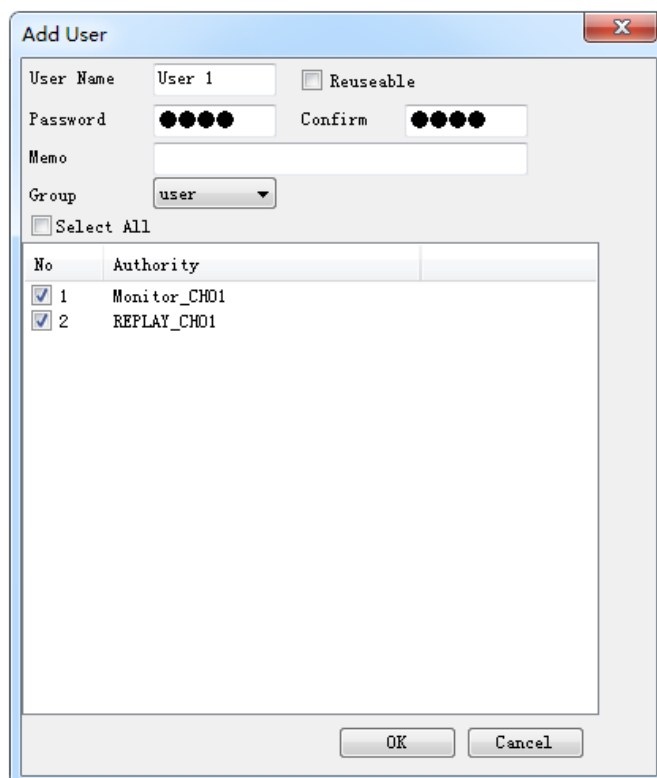 Add User
User Name User 1 Reuseable
Password ●●●● Confirm ●●●●
Memo
Group user
Select All
No Authority
1 Monitor_CH01
2 REPLAY_CH01
OK Cancel